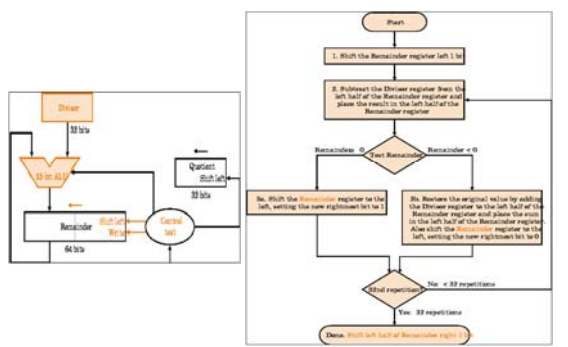 Divisor
32 bits
32 bit ALU
Quotient
Shift left
32 bits
Remainder
Shift left
Write
Control
test
64 bits
Start
1. Shift the Remainder register left 1 bit
2. Subtract the Divisor register from the
left half of the Remainder register and
place the result in the left half of the
Remainder register
Remainder 0
Remainder < 0
Test Remainder
3a. Shift the Remainder register to the
left, setting the new rightmost bit to 1
3b. Restore the original value by adding
the Divisor register to the left half of the
Remainder register and place the sum
in the left half of the Remainder register.
Also shift the Remainder register to the
left, setting the new rightmost bit to 0
32nd repetition?
No: < 32 repetitions
Yes: 32 repetitions
Done. Shift left half of Remainder right 1 bit